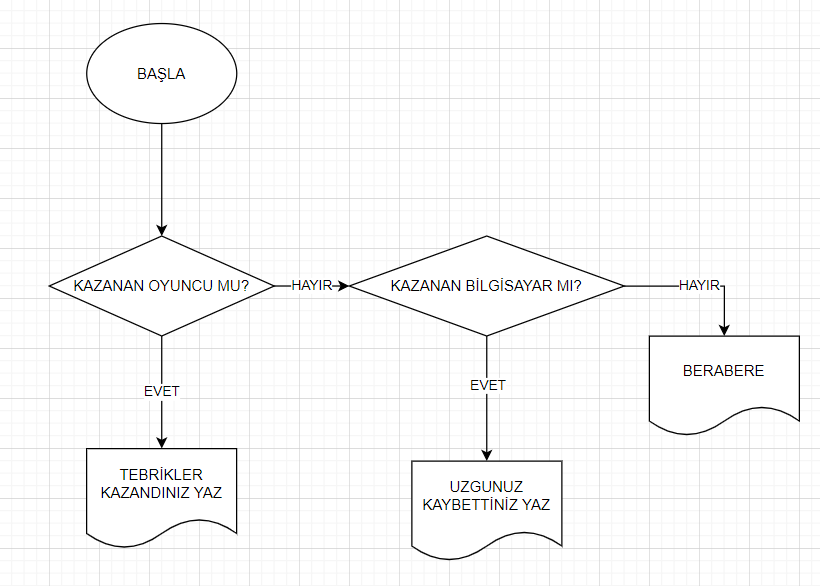 BAŞLA
KAZANAN OYUNCU MU?
HAYIR
KAZANAN BİLGİSAYAR MI?
HAYIR
BERABERE
EVET
EVET
TEBRİKLER
KAZANDINIZ YAZ
UZGUNUZ
KAYBETTİNİZ YAZ